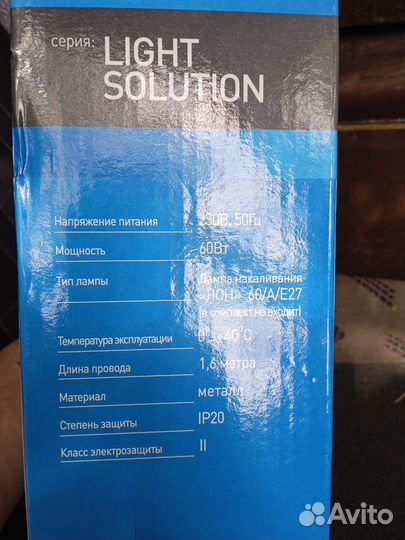 серия: LIGHT
SOLUTION
Напряжение питания 230В, 50Гц
Мощность 60Вт
Тип лампы Лампа накаливания
«ЛОН» 60/А/Е27
(в комплект не входит)
Температура эксплуатации 0°...+40°С
Длина провода 1,6 метра
Материал металл
Степень защиты IP20
Класс электрозащиты II
Avito